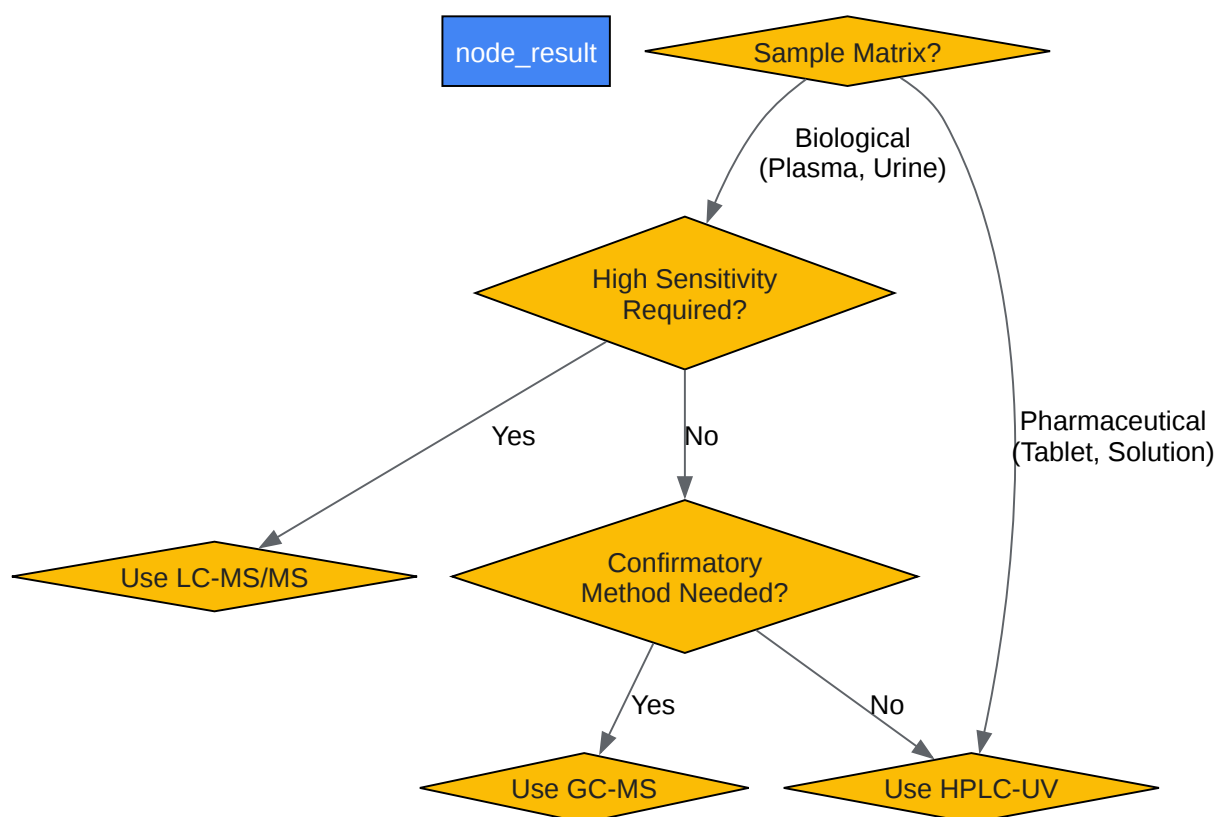 node_result
Sample Matrix?
Biological
(Plasma, Urine)
High Sensitivity
Required?
Pharmaceutical
(Tablet, Solution)
Yes
No
Use LC-MS/MS
Confirmatory
Method Needed?
Yes
No
Use GC-MS
Use HPLC-UV